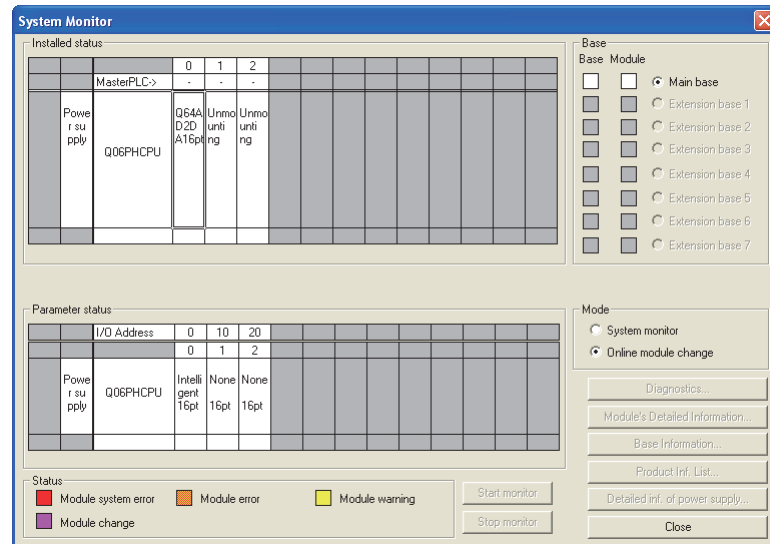 System Monitor
Installed status
0 1 2
MasterPLC-> - - -
Powe
r su
pply
Q06PHCPU
Q64A
D2D
A16pt
Unmo
unti
ng
Unmo
unti
ng
Base
Base Module
Main base
Extension base 1
Extension base 2
Extension base 3
Extension base 4
Extension base 5
Extension base 6
Extension base 7
Parameter status
I/O Address 0 10 20
0 1 2
Powe
r su
pply
Q06PHCPU
Intelli
gent
16pt
None
16pt
None
16pt
Mode
System monitor
Online module change
Diagnostics...
Module's Detailed Information...
Base Information...
Product Inf. List...
Detailed inf. of power supply...
Close
Status
Module system error
Module error
Module warning
Module change
Start monitor
Stop monitor